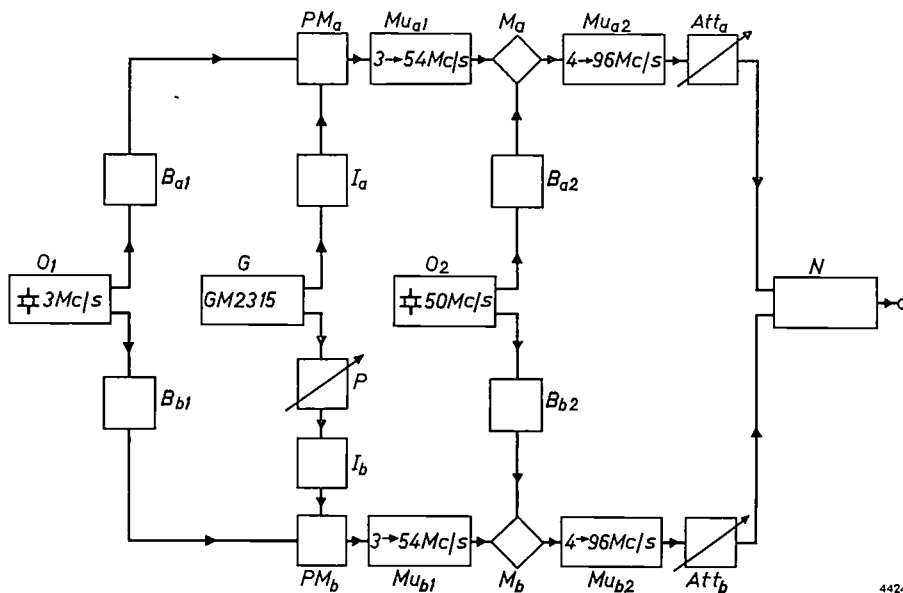 PMa Mua1 Ma Mua2 Atta
3→54Mc/s 4→96Mc/s
Ba1 Ia Ba2
O1 G O2 N
3Mc/s GM2315 50Mc/s
Bb1 P Bb2
Ib
3→54Mc/s 4→96Mc/s
PMb Mub1 Mb Mub2 Attb